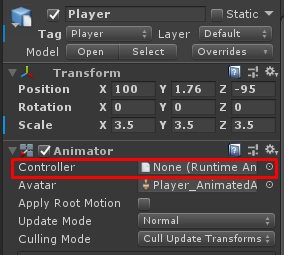 Player Static
Tag Player Layer Default
Model Open Select Overrides
Transform
Position X 100 Y 1.76 Z -95
Rotation X 0 Y 0 Z 0
Scale X 3.5 Y 3.5 Z 3.5
Animator
Controller None (Runtime An
Avatar Player_AnimatedA
Apply Root Motion
Update Mode Normal
Culling Mode Cull Update Transforms